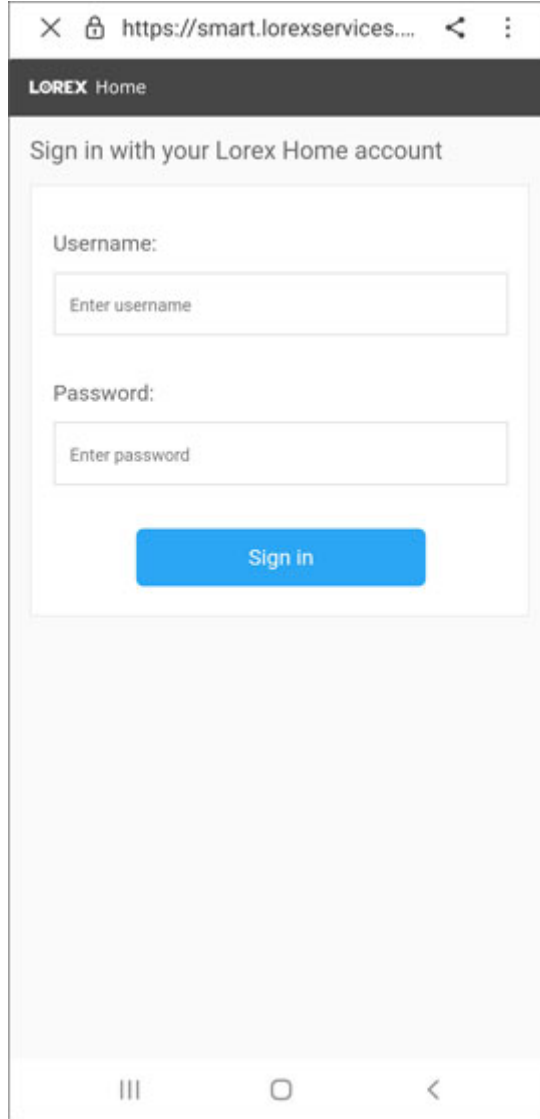 https://smart.lorexservices....
LOREX Home
Sign in with your Lorex Home account
Username:
Enter username
Password:
Enter password
Sign in